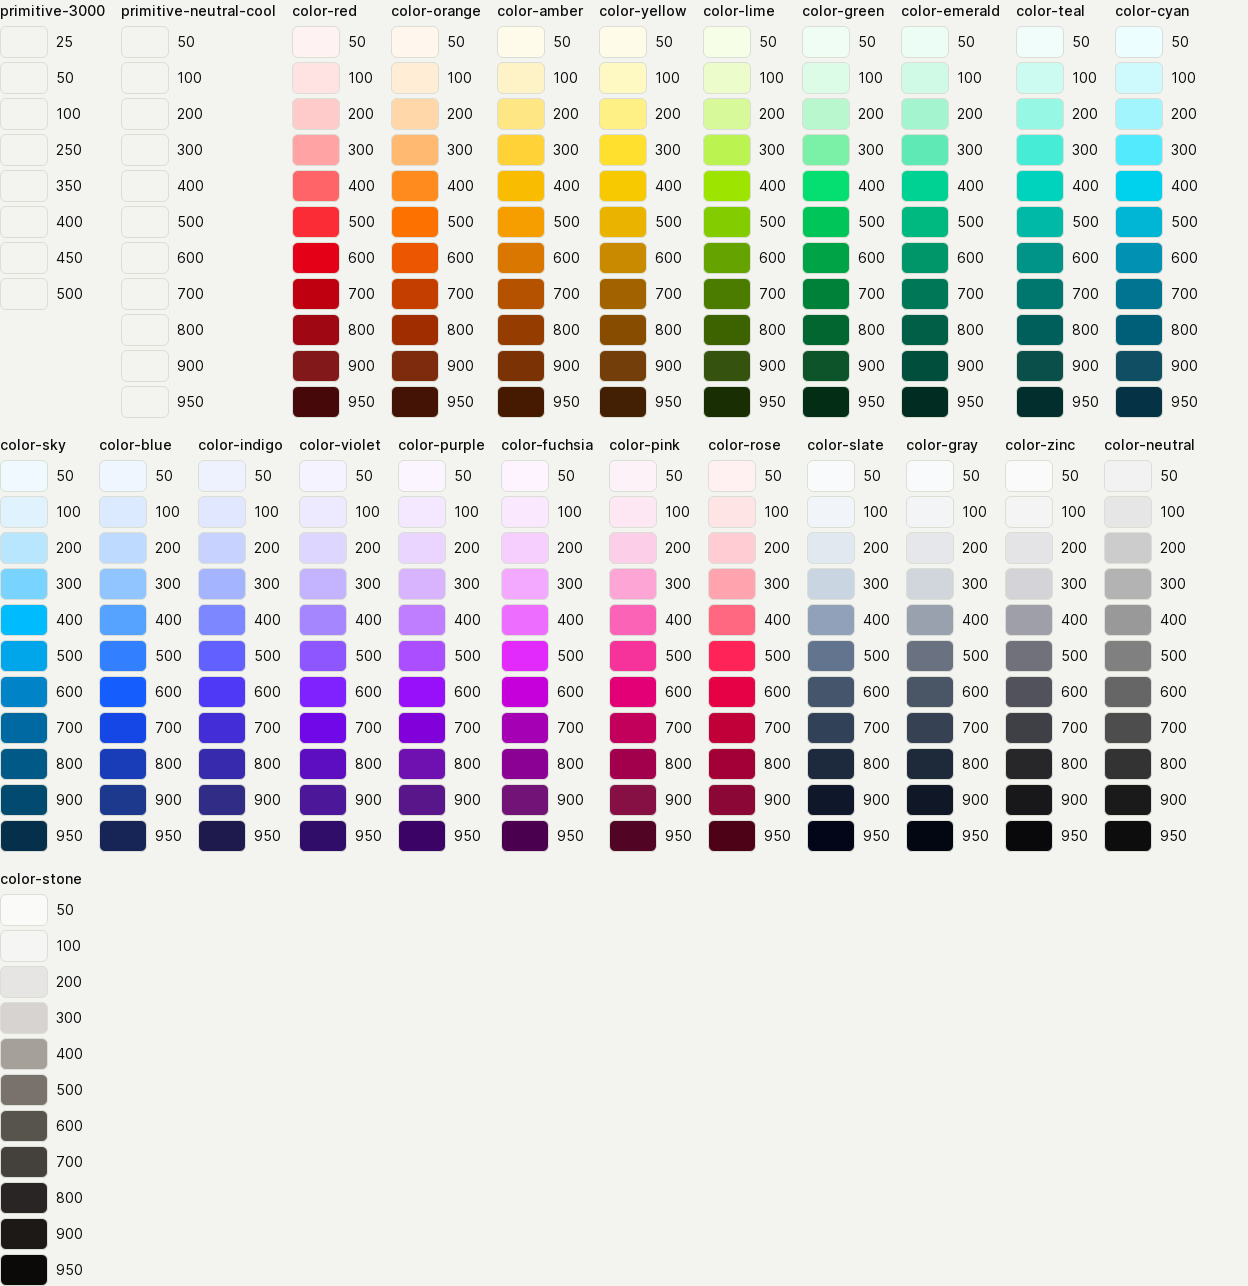 primitive-3000 primitive-neutral-cool color-red color-orange color-amber color-yellow color-lime color-green color-emerald color-teal color-cyan
25 50 50 50 50 50 50 50 50 50 50
50 100 100 100 100 100 100 100 100 100 100
100 200 200 200 200 200 200 200 200 200 200
250 300 300 300 300 300 300 300 300 300 300
350 400 400 400 400 400 400 400 400 400 400
400 500 500 500 500 500 500 500 500 500 500
450 600 600 600 600 600 600 600 600 600 600
500 700 700 700 700 700 700 700 700 700 700
800 800 800 800 800 800 800 800 800 800
900 900 900 900 900 900 900 900 900 900
950 950 950 950 950 950 950 950 950 950
color-sky color-blue color-indigo color-violet color-purple color-fuchsia color-pink color-rose color-slate color-gray color-zinc color-neutral
50 50 50 50 50 50 50 50 50 50 50 50
100 100 100 100 100 100 100 100 100 100 100 100
200 200 200 200 200 200 200 200 200 200 200 200
300 300 300 300 300 300 300 300 300 300 300 300
400 400 400 400 400 400 400 400 400 400 400 400
500 500 500 500 500 500 500 500 500 500 500 500
600 600 600 600 600 600 600 600 600 600 600 600
700 700 700 700 700 700 700 700 700 700 700 700
800 800 800 800 800 800 800 800 800 800 800 800
900 900 900 900 900 900 900 900 900 900 900 900
950 950 950 950 950 950 950 950 950 950 950 950
color-stone
50
100
200
300
400
500
600
700
800
900
950